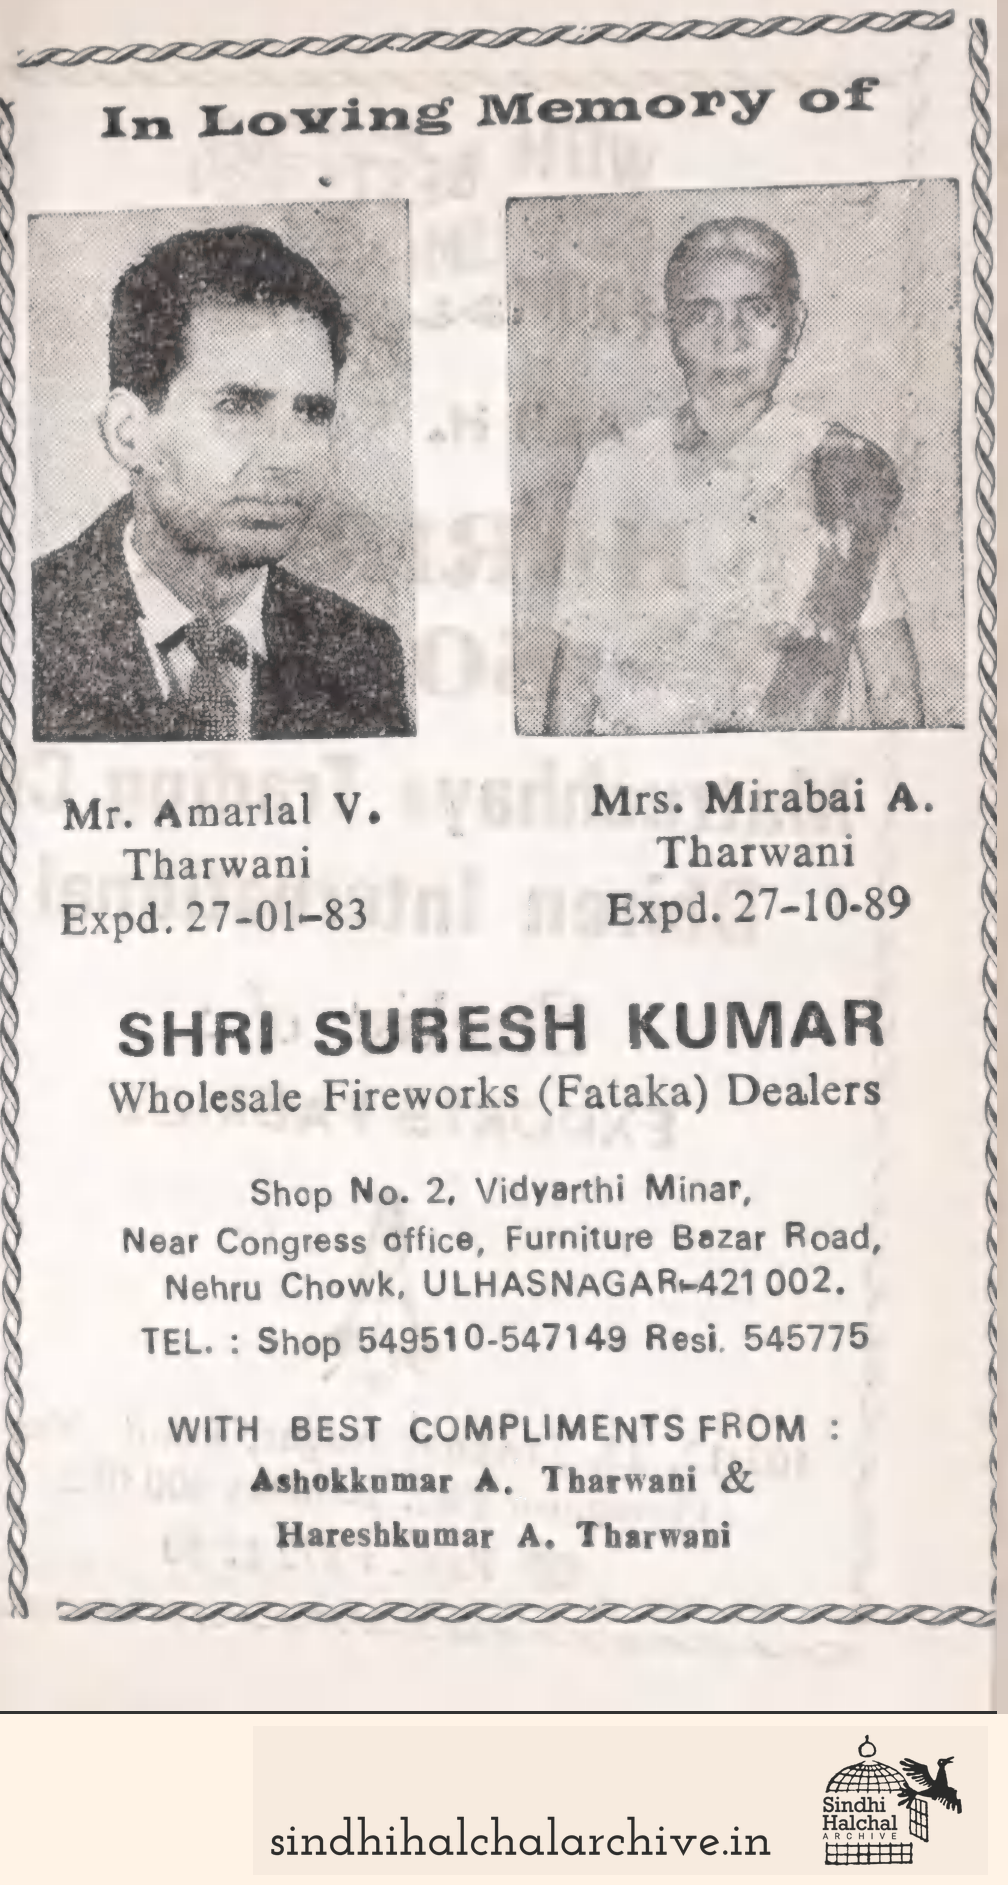 In Loving Memory of
Mr. Amarlal V.
Tharwani
Expd. 27-01-83
Mrs. Mirabai A.
Tharwani
Expd. 27-10-89
SHRI SURESH KUMAR
Wholesale Fireworks (Fataka) Dealers
Shop No. 2, Vidyarthi Minar,
Near Congress office, Furniture Bazar Road,
Nehru Chowk, ULHASNAGAR-421 002.
TEL. : Shop 549510-547149 Resi. 545775
WITH BEST COMPLIMENTS FROM :
Ashokkumar A. Tharwani &
Hareshkumar A. Tharwani
sindhihalchalarchive.in
Sindhi
Halchal
ARCHIVE